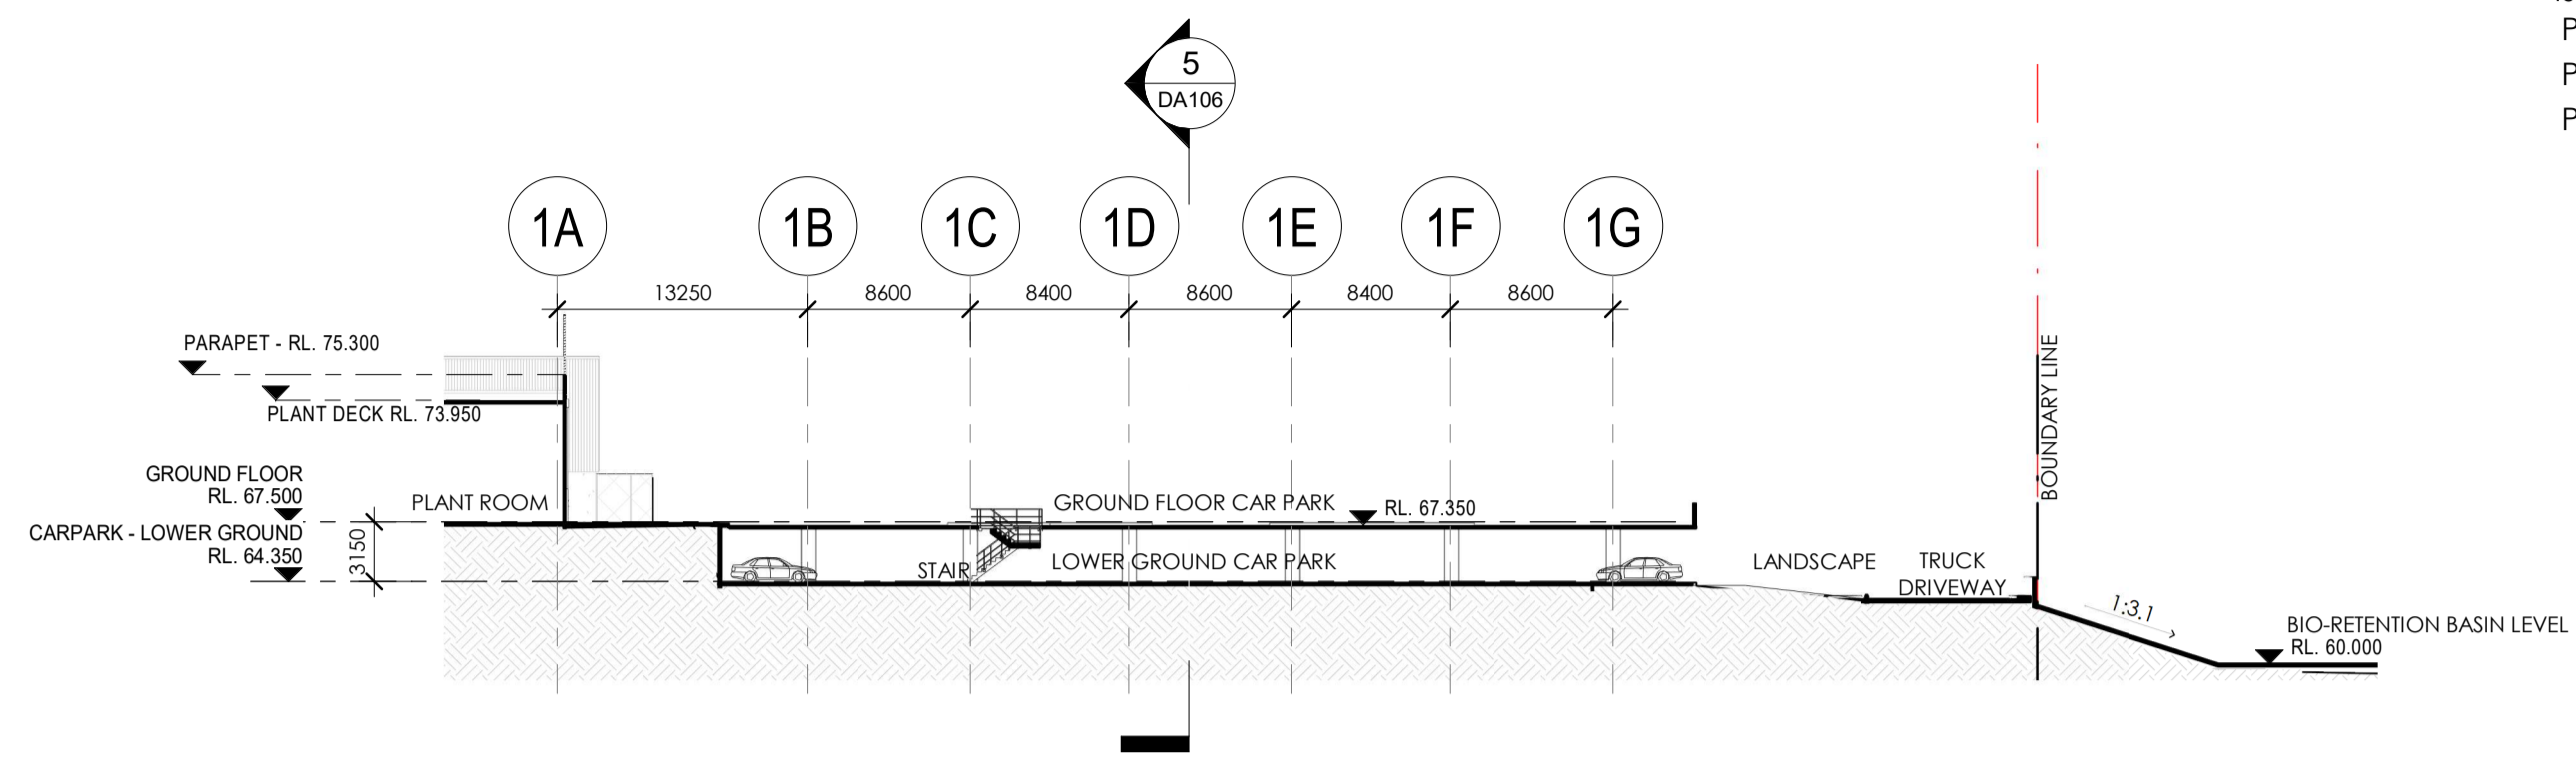 P
P
P
5
DA106
1A
1B
1C
1D
1E
1F
1G
13250
8600
8400
8600
8400
8600
PARAPET - RL. 75.300
PLANT DECK RL. 73.950
GROUND FLOOR
RL. 67.500
CARPARK - LOWER GROUND
RL. 64.350
3150
PLANT ROOM
GROUND FLOOR CAR PARK
RL. 67.350
STAIR
LOWER GROUND CAR PARK
LANDSCAPE
TRUCK
DRIVEWAY
BOUNDARY LINE
1:3.1
BIO-RETENTION BASIN LEVEL
RL. 60.000